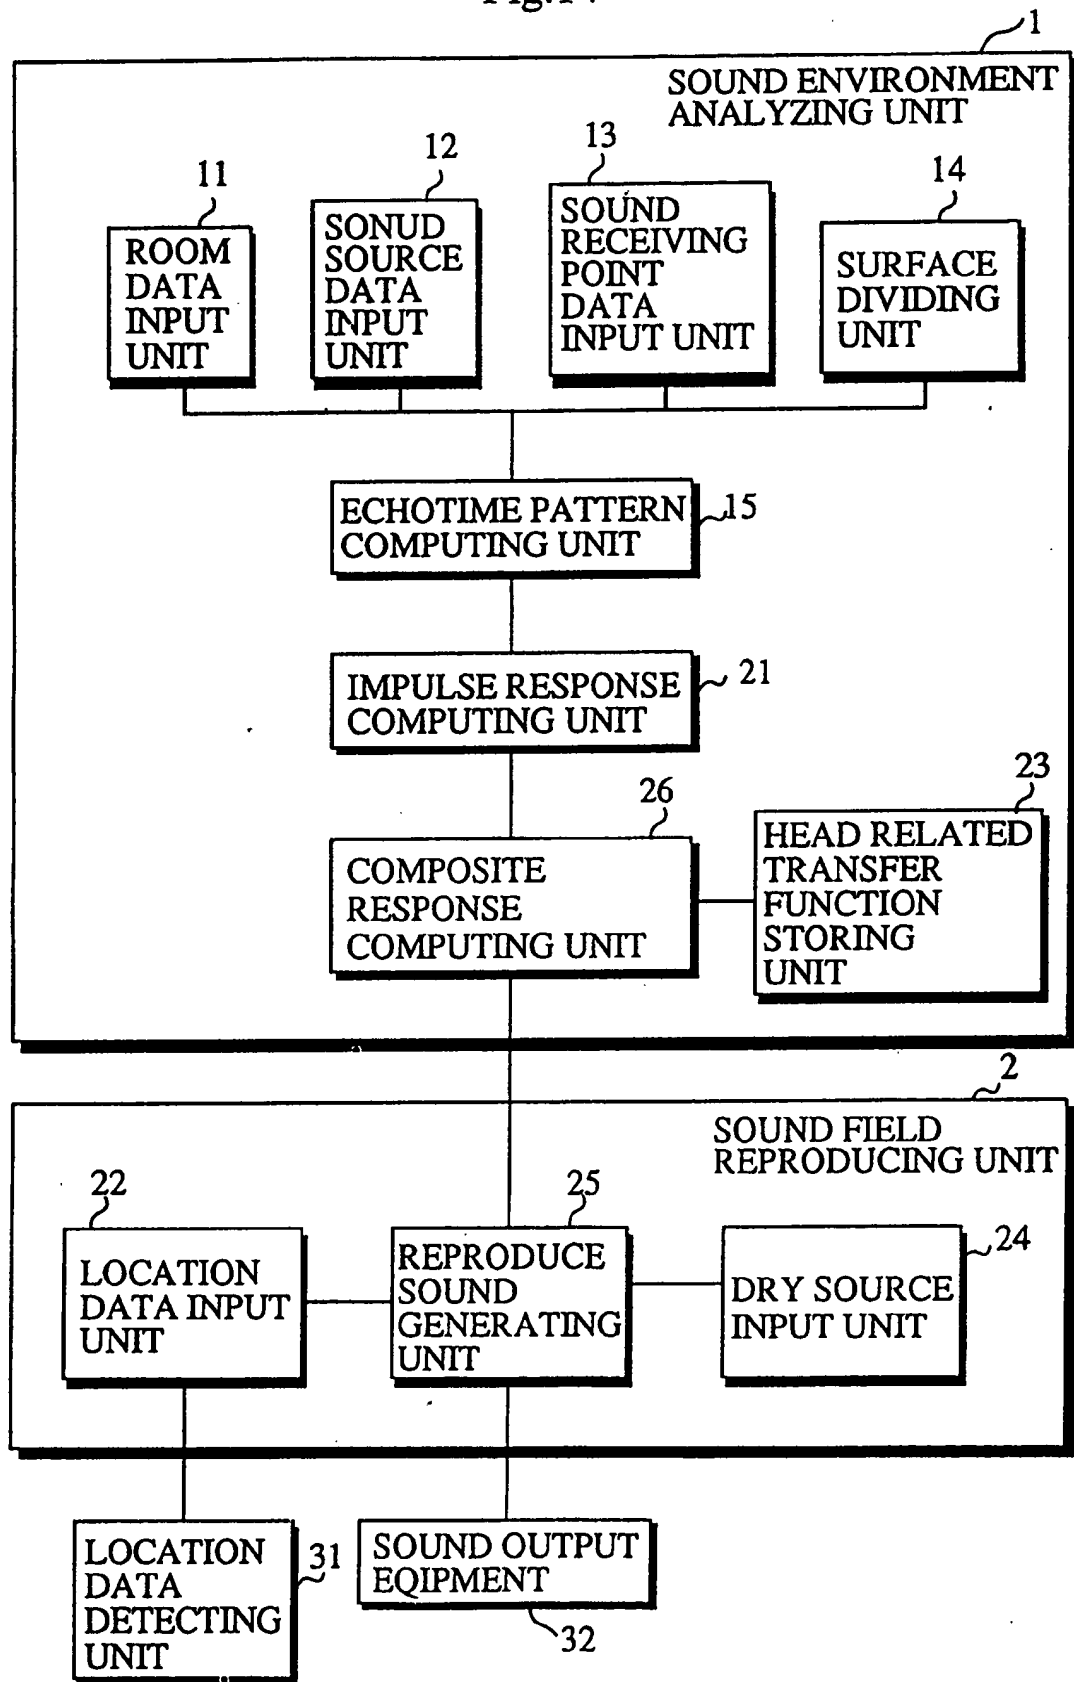 1
SOUND ENVIRONMENT
ANALYZING UNIT
11
ROOM
DATA
INPUT
UNIT
12
SONUD
SOURCE
DATA
INPUT
UNIT
13
SOUND
RECEIVING
POINT
DATA
INPUT UNIT
14
SURFACE
DIVIDING
UNIT
ECHOTIME PATTERN
COMPUTING UNIT
15
IMPULSE RESPONSE
COMPUTING UNIT
21
26
COMPOSITE
RESPONSE
COMPUTING UNIT
23
HEAD RELATED
TRANSFER
FUNCTION
STORING
UNIT
2
SOUND FIELD
REPRODUCING UNIT
22
LOCATION
DATA INPUT
UNIT
25
REPRODUCE
SOUND
GENERATING
UNIT
24
DRY SOURCE
INPUT UNIT
LOCATION
DATA
DETECTING
UNIT
31
SOUND OUTPUT
EQIPMENT
32